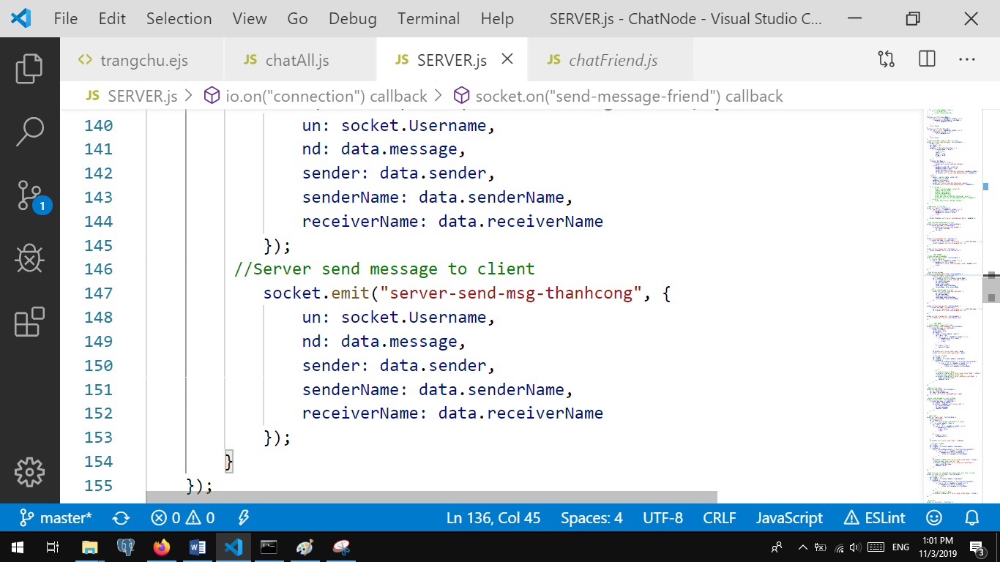 File Edit Selection View Go Debug Terminal Help SERVER.js - ChatNode - Visual Studio C...
<> trangchu.ejs JS chatAll.js JS SERVER.js JS chatFriend.js ...
JS SERVER.js > io.on("connection") callback > socket.on("send-message-friend") callback
140 un: socket.Username,
141 nd: data.message,
142 sender: data.sender,
143 senderName: data.senderName,
144 receiverName: data.receiverName
145 });
146 //Server send message to client
147 socket.emit("server-send-msg-thanhcong", {
148 un: socket.Username,
149 nd: data.message,
150 sender: data.sender,
151 senderName: data.senderName,
152 receiverName: data.receiverName
153 });
154 }
155 });
1
master* 0 0 Ln 136, Col 45 Spaces: 4 UTF-8 CRLF JavaScript ESLint
ENG 1:01 PM
11/3/2019 3